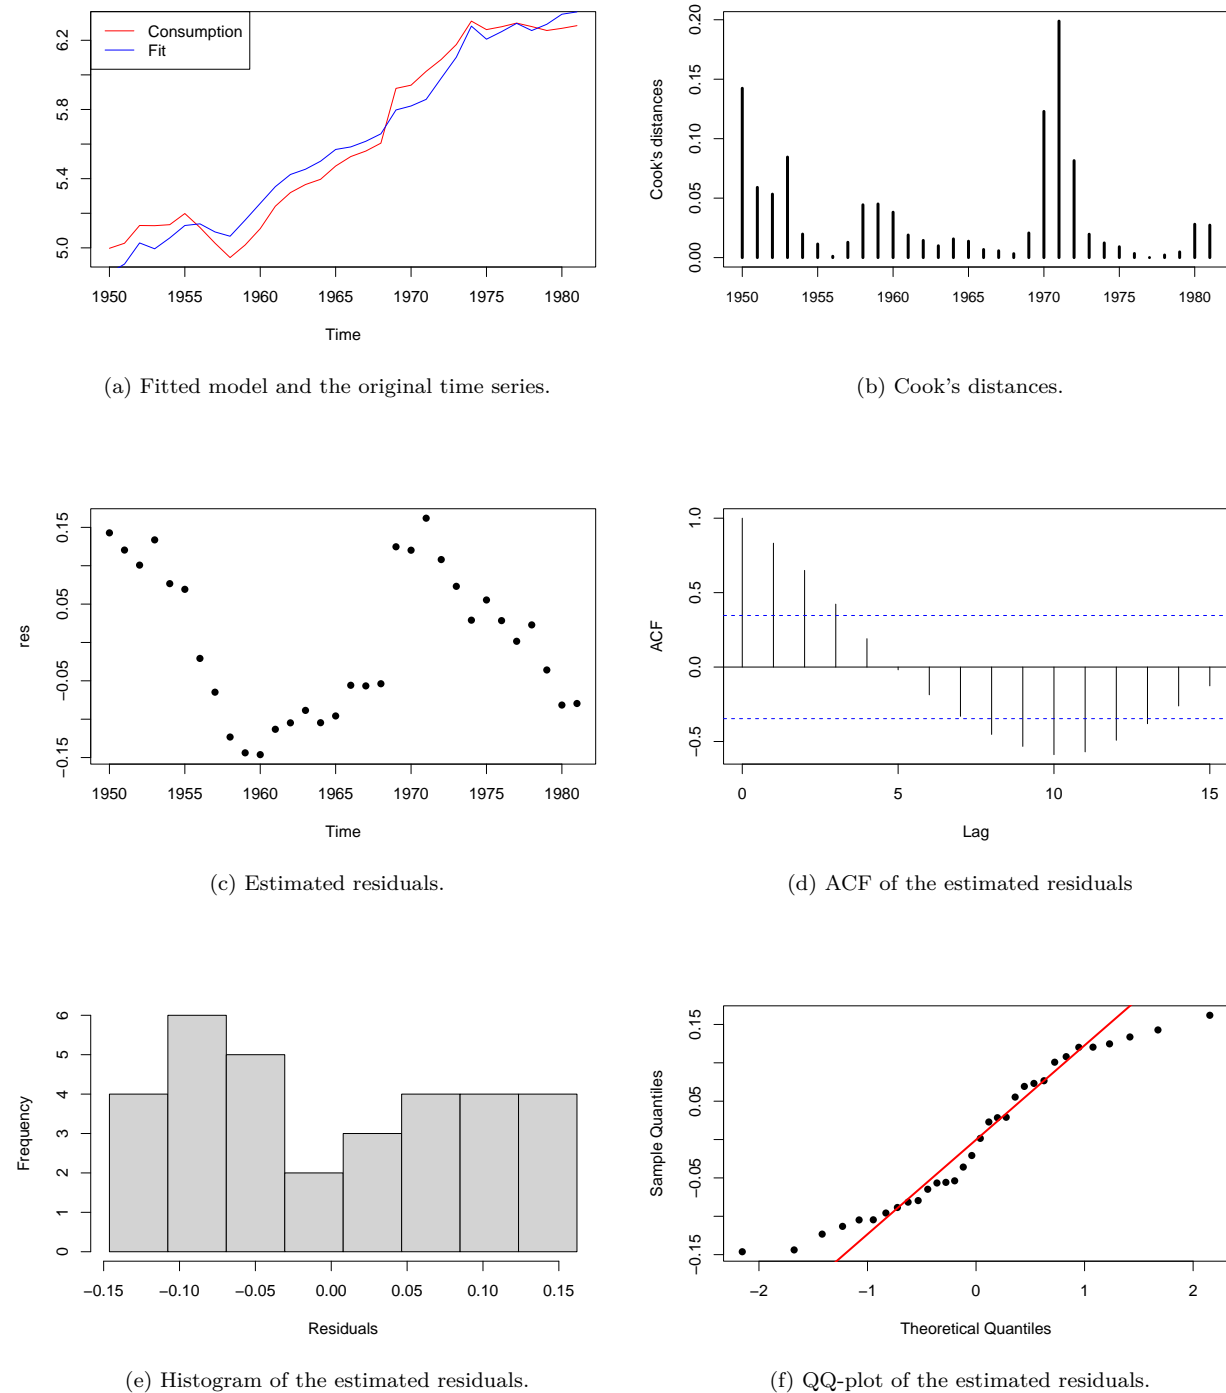 Consumption
Fit
5.0 5.4 5.8 6.2
1950 1955 1960 1965 1970 1975 1980
Time
(a) Fitted model and the original time series.
Cook's distances
0.00 0.05 0.10 0.15 0.20
1950 1955 1960 1965 1970 1975 1980
(b) Cook's distances.
res
−0.15 −0.05 0.05 0.15
1950 1955 1960 1965 1970 1975 1980
Time
(c) Estimated residuals.
ACF
−0.5 0.0 0.5 1.0
0 5 10 15
Lag
(d) ACF of the estimated residuals
Frequency
0 1 2 3 4 5 6
−0.15 −0.10 −0.05 0.00 0.05 0.10 0.15
Residuals
(e) Histogram of the estimated residuals.
Sample Quantiles
−0.15 −0.05 0.05 0.15
−2 −1 0 1 2
Theoretical Quantiles
(f) QQ-plot of the estimated residuals.